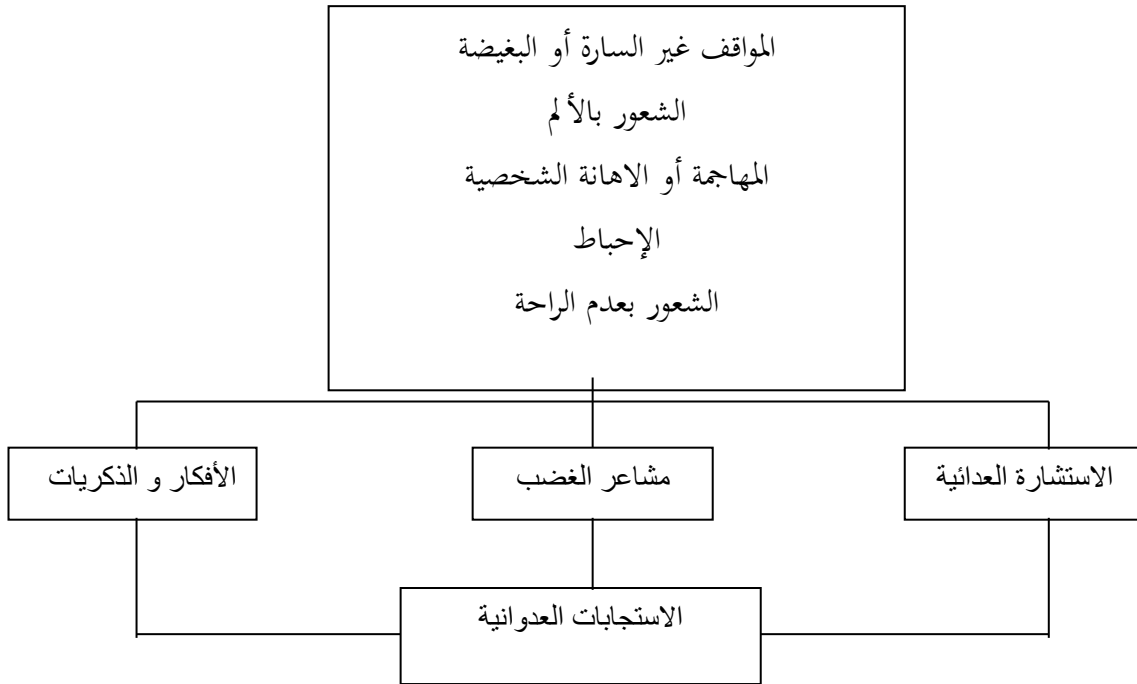 المواقف غير السارة أو البغيضة
الشعور بالألم
المهاجمة أو الاهانة الشخصية
الإحباط
الشعور بعدم الراحة
الاستشارة العدائية
مشاعر الغضب
الأفكار و الذكريات
الاستجابات العدوانية